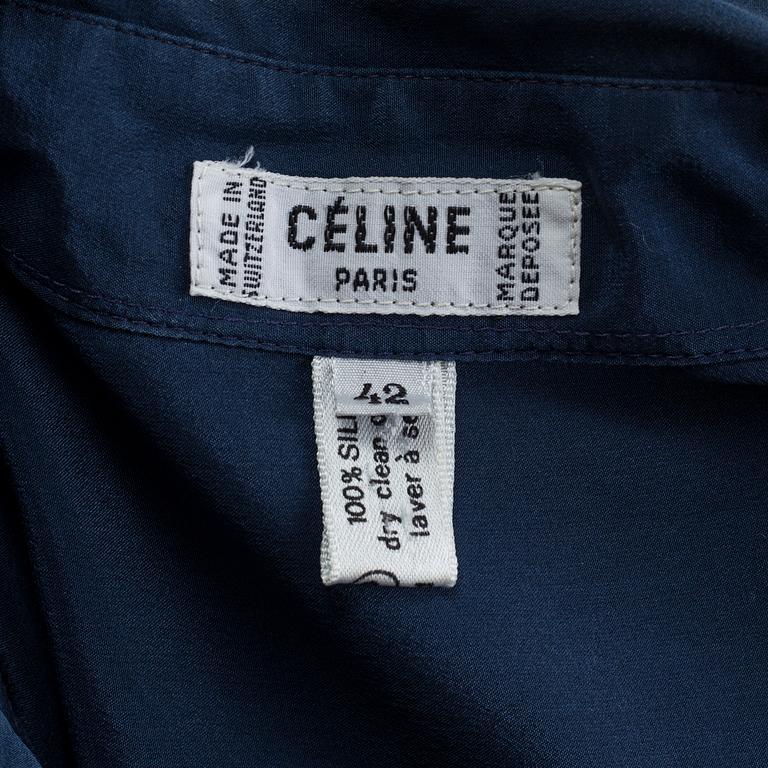 MADE IN
SWITZERLAND
CÉLINE
PARIS
MARQUE
DEPOSEE
42
100% SIL
dry clean o
laver à se